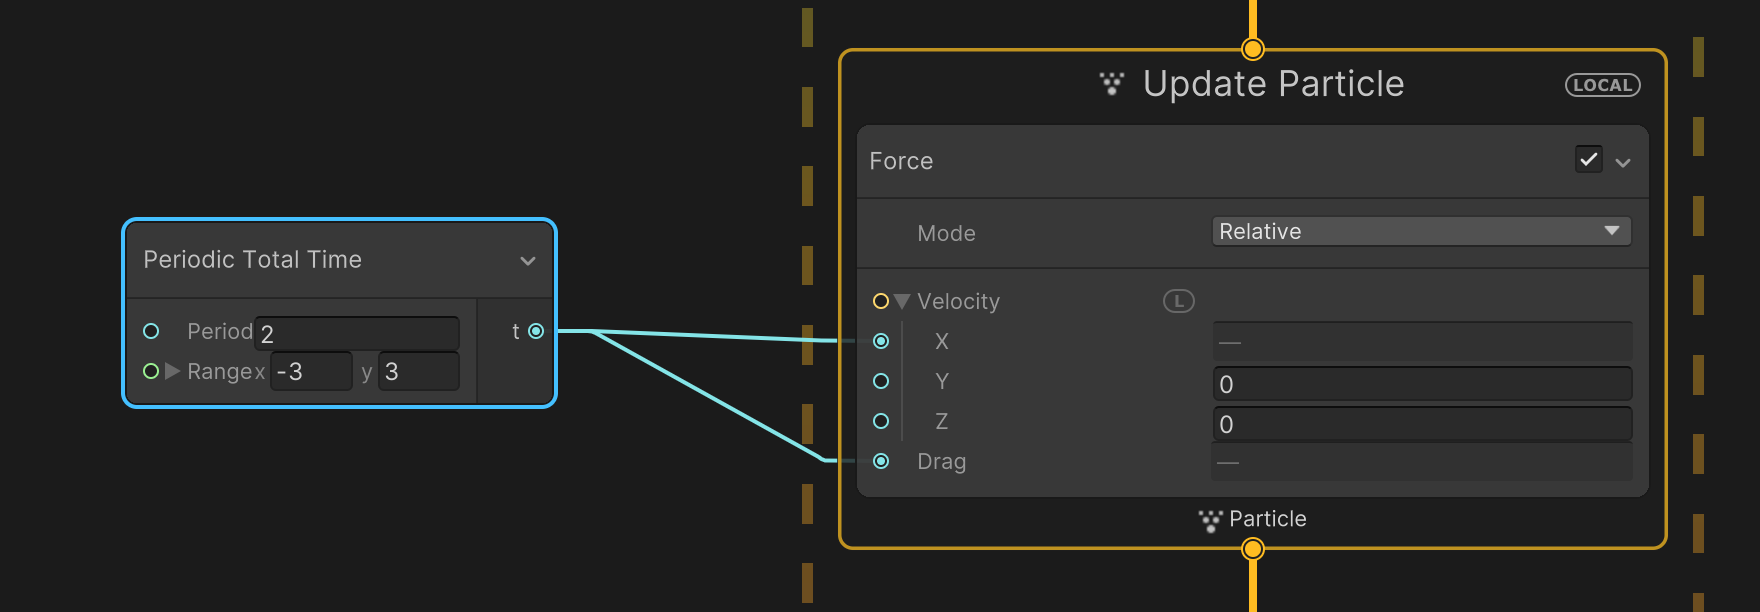 Update Particle
LOCAL
Force
Mode
Relative
Periodic Total Time
Period 2
t
Range x -3 y 3
Velocity
L
X —
Y 0
Z 0
Drag —
Particle